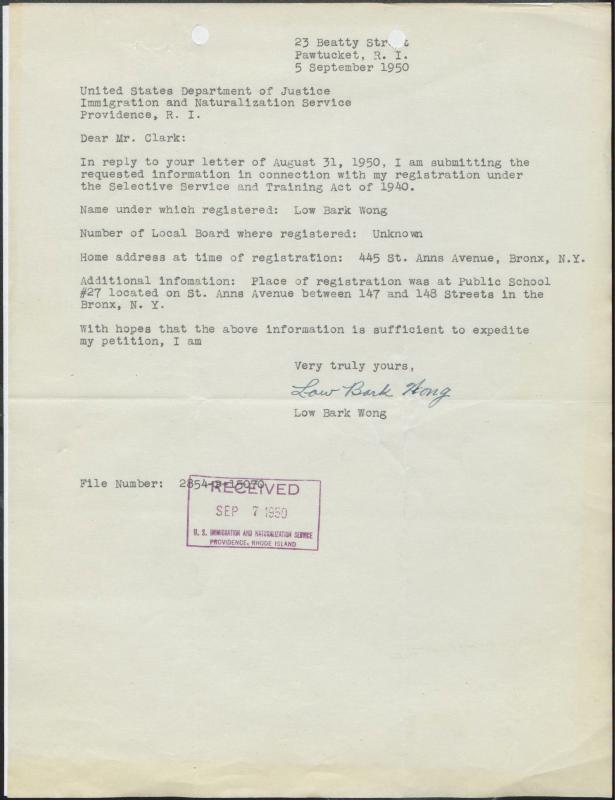 23 Beatty Street
Pawtucket, R. I.
5 September 1950
United States Department of Justice
Immigration and Naturalization Service
Providence, R. I.
Dear Mr. Clark:
In reply to your letter of August 31, 1950, I am submitting the
requested information in connection with my registration under
the Selective Service and Training Act of 1940.
Name under which registered: Low Bark Wong
Number of Local Board where registered: Unknown
Home address at time of registration: 445 St. Anns Avenue, Bronx, N.Y.
Additional infomation: Place of registration was at Public School
#27 located on St. Anns Avenue between 147 and 148 Streets in the
Bronx, N. Y.
With hopes that the above information is sufficient to expedite
my petition, I am
Very truly yours,
Low Bark Wong
Low Bark Wong
File Number: 2854-P-15070
RECEIVED
SEP 7 1950
U. S. IMMIGRATION AND NATURALIZATION SERVICE
PROVIDENCE, RHODE ISLAND